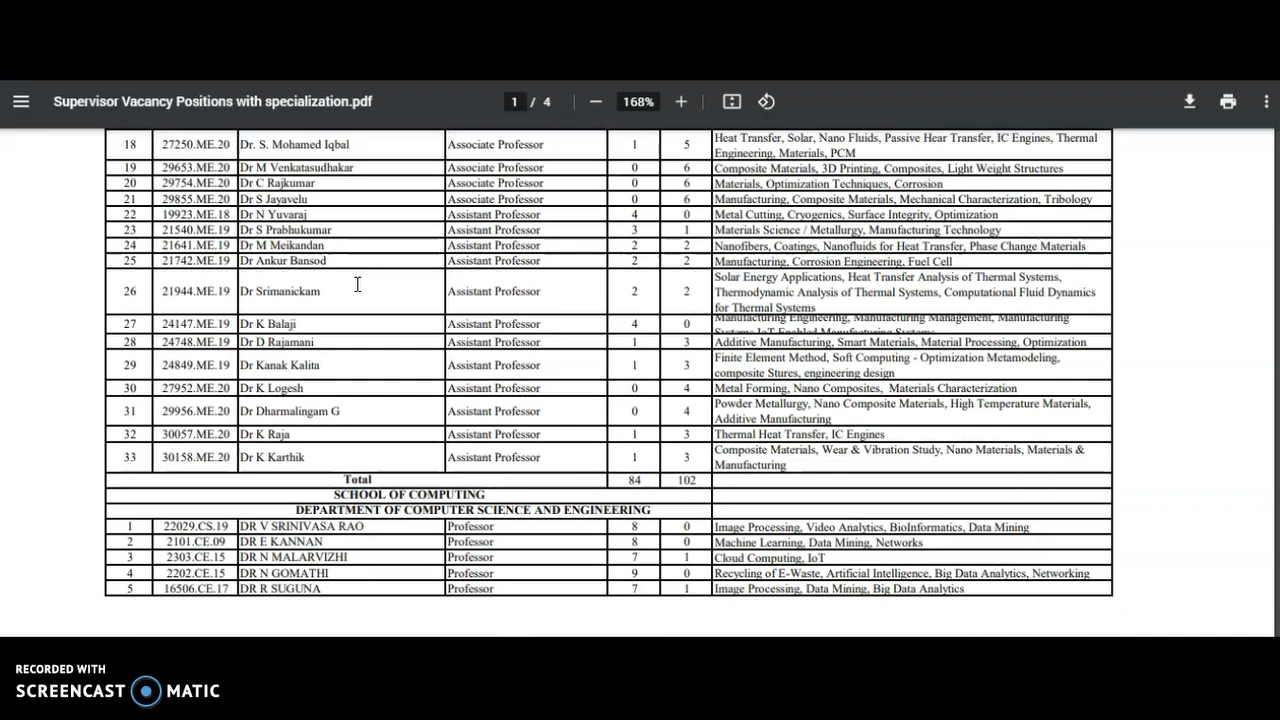 Supervisor Vacancy Positions with specialization.pdf 1 / 4 168%
18 27250.ME.20 Dr. S. Mohamed Iqbal Associate Professor 1 5 Heat Transfer, Solar, Nano Fluids, Passive Hear Transfer, IC Engines, Thermal
Engineering, Materials, PCM
19 29653.ME.20 Dr M Venkatasudhakar Associate Professor 0 6 Composite Materials, 3D Printing, Composites, Light Weight Structures
20 29754.ME.20 Dr C Rajkumar Associate Professor 0 6 Materials, Optimization Techniques, Corrosion
21 29855.ME.20 Dr S Jayavelu Associate Professor 0 6 Manufacturing, Composite Materials, Mechanical Characterization, Tribology
22 19923.ME.18 Dr N Yuvaraj Assistant Professor 4 0 Metal Cutting, Cryogenics, Surface Integrity, Optimization
23 21540.ME.19 Dr S Prabhukumar Assistant Professor 3 1 Materials Science / Metallurgy, Manufacturing Technology
24 21641.ME.19 Dr M Meikandan Assistant Professor 2 2 Nanofibers, Coatings, Nanofluids for Heat Transfer, Phase Change Materials
25 21742.ME.19 Dr Ankur Bansod Assistant Professor 2 2 Manufacturing, Corrosion Engineering, Fuel Cell
26 21944.ME.19 Dr Srimanickam Assistant Professor 2 2 Solar Energy Applications, Heat Transfer Analysis of Thermal Systems,
Thermodynamic Analysis of Thermal Systems, Computational Fluid Dynamics
for Thermal Systems
27 24147.ME.19 Dr K Balaji Assistant Professor 4 0 Manufacturing Engineering, Manufacturing Management, Manufacturing
Systems IoT Enabled Manufacturing Systems
28 24748.ME.19 Dr D Rajamani Assistant Professor 1 3 Additive Manufacturing, Smart Materials, Material Processing, Optimization
29 24849.ME.19 Dr Kanak Kalita Assistant Professor 1 3 Finite Element Method, Soft Computing - Optimization Metamodeling,
composite Stures, engineering design
30 27952.ME.20 Dr K Logesh Assistant Professor 0 4 Metal Forming, Nano Composites, Materials Characterization
31 29956.ME.20 Dr Dharmalingam G Assistant Professor 0 4 Powder Metallurgy, Nano Composite Materials, High Temperature Materials,
Additive Manufacturing
32 30057.ME.20 Dr K Raja Assistant Professor 1 3 Thermal Heat Transfer, IC Engines
33 30158.ME.20 Dr K Karthik Assistant Professor 1 3 Composite Materials, Wear & Vibration Study, Nano Materials, Materials &
Manufacturing
Total 84 102
SCHOOL OF COMPUTING
DEPARTMENT OF COMPUTER SCIENCE AND ENGINEERING
1 22029.CS.19 DR V SRINIVASA RAO Professor 8 0 Image Processing, Video Analytics, BioInformatics, Data Mining
2 2101.CE.09 DR E KANNAN Professor 8 0 Machine Learning, Data Mining, Networks
3 2303.CE.15 DR N MALARVIZHI Professor 7 1 Cloud Computing, IoT
4 2202.CE.15 DR N GOMATHI Professor 9 0 Recycling of E-Waste, Artificial Intelligence, Big Data Analytics, Networking
5 16506.CE.17 DR R SUGUNA Professor 7 1 Image Processing, Data Mining, Big Data Analytics
RECORDED WITH
SCREENCAST MATIC